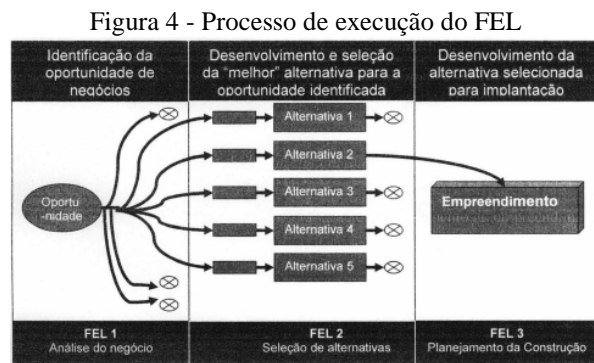 Figura 4 - Processo de execução do FEL
Identificação da
oportunidade de
negócios
Desenvolvimento e seleção
da "melhor" alternativa para a
oportunidade identificada
Desenvolvimento da
alternativa selecionada
para implantação
Oportu
-nidade
Alternativa 1
Alternativa 2
Alternativa 3
Alternativa 4
Alternativa 5
Empreendimento
FEL 1
Análise do negócio
FEL 2
Seleção de alternativas
FEL 3
Planejamento da Construção